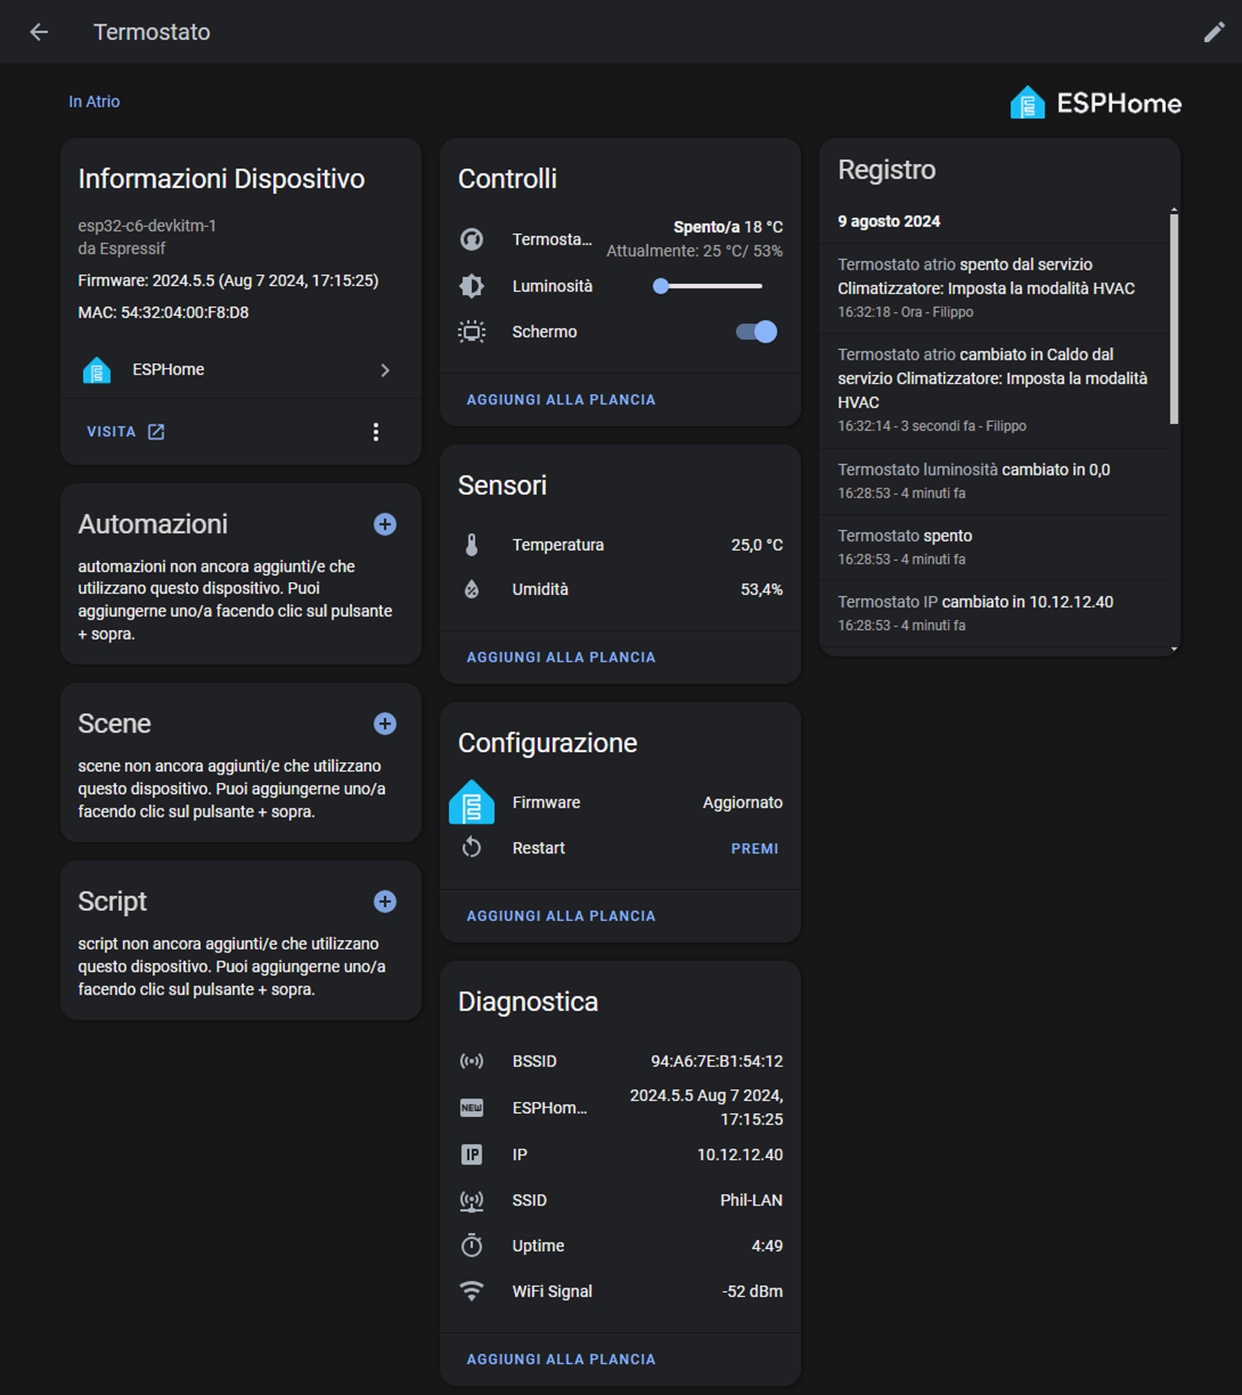 Termostato
In Atrio
ESPHome
Informazioni Dispositivo
esp32-c6-devkitm-1
da Espressif
Firmware: 2024.5.5 (Aug 7 2024, 17:15:25)
MAC: 54:32:04:00:F8:D8
ESPHome
VISITA
Automazioni
automazioni non ancora aggiunti/e che
utilizzano questo dispositivo. Puoi
aggiungerne uno/a facendo clic sul pulsante
+ sopra.
Scene
scene non ancora aggiunti/e che utilizzano
questo dispositivo. Puoi aggiungerne uno/a
facendo clic sul pulsante + sopra.
Script
script non ancora aggiunti/e che utilizzano
questo dispositivo. Puoi aggiungerne uno/a
facendo clic sul pulsante + sopra.
Controlli
Termosta... Spento/a 18 °C
Attualmente: 25 °C/ 53%
Luminosità
Schermo
AGGIUNGI ALLA PLANCIA
Sensori
Temperatura 25,0 °C
Umidità 53,4%
AGGIUNGI ALLA PLANCIA
Configurazione
Firmware Aggiornato
Restart PREMI
AGGIUNGI ALLA PLANCIA
Diagnostica
BSSID 94:A6:7E:B1:54:12
NEW ESPHom... 2024.5.5 Aug 7 2024,
17:15:25
IP IP 10.12.12.40
SSID Phil-LAN
Uptime 4:49
WiFi Signal -52 dBm
AGGIUNGI ALLA PLANCIA
Registro
9 agosto 2024
Termostato atrio spento dal servizio
Climatizzatore: Imposta la modalità HVAC
16:32:18 - Ora - Filippo
Termostato atrio cambiato in Caldo dal
servizio Climatizzatore: Imposta la modalità
HVAC
16:32:14 - 3 secondi fa - Filippo
Termostato luminosità cambiato in 0,0
16:28:53 - 4 minuti fa
Termostato spento
16:28:53 - 4 minuti fa
Termostato IP cambiato in 10.12.12.40
16:28:53 - 4 minuti fa